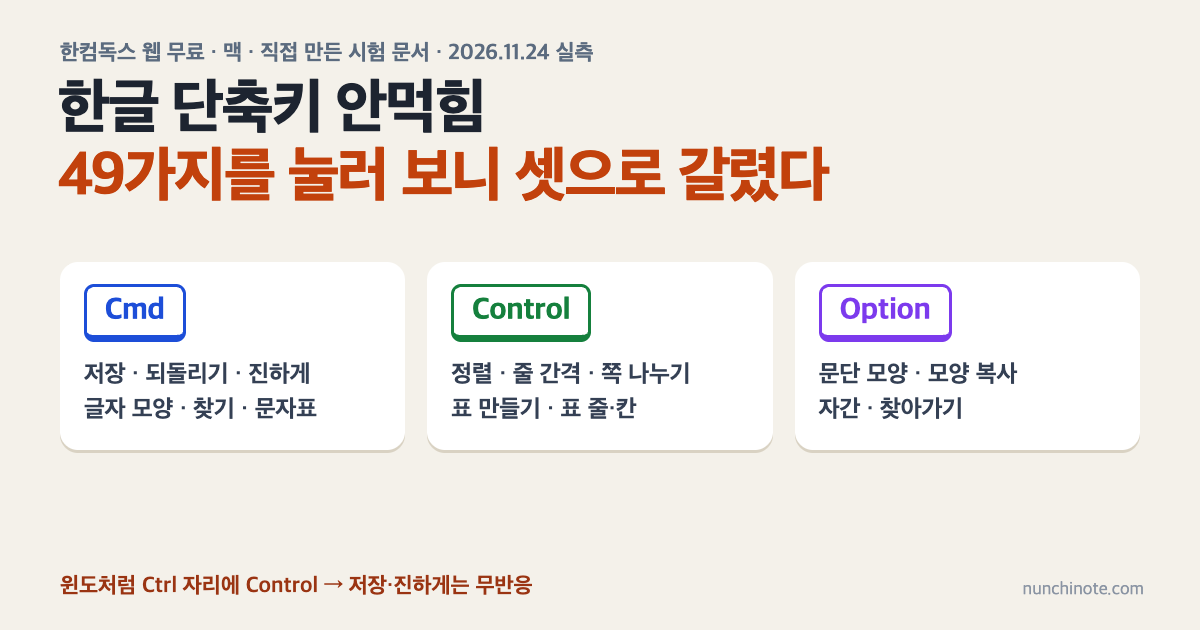 한컴독스 웹 무료 · 맥 · 직접 만든 시험 문서 · 2026.11.24 실측
한글 단축키 안먹힘
49가지를 눌러 보니 셋으로 갈렸다
Cmd
저장 · 되돌리기 · 진하게
글자 모양 · 찾기 · 문자표
Control
정렬 · 줄 간격 · 쪽 나누기
표 만들기 · 표 줄·칸
Option
문단 모양 · 모양 복사
자간 · 찾아가기
윈도처럼 Ctrl 자리에 Control → 저장·진하게는 무반응
nunchinote.com